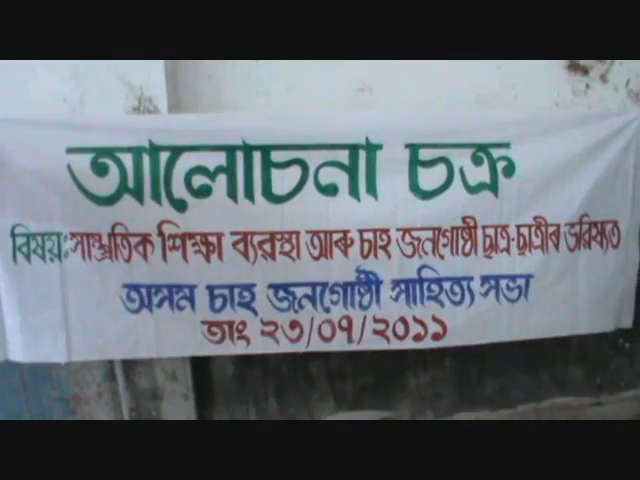 আলোচনা চক্ৰ
বিষয়ঃ সাম্প্ৰতিক শিক্ষা ব্যৱস্থা আৰু চাহ জনগোষ্ঠী ছাত্ৰ-ছাত্ৰীৰ ভৱিষ্যত
অসম চাহ জনগোষ্ঠী সাহিত্য সভা
তাং ২৩/০৭/২০১১